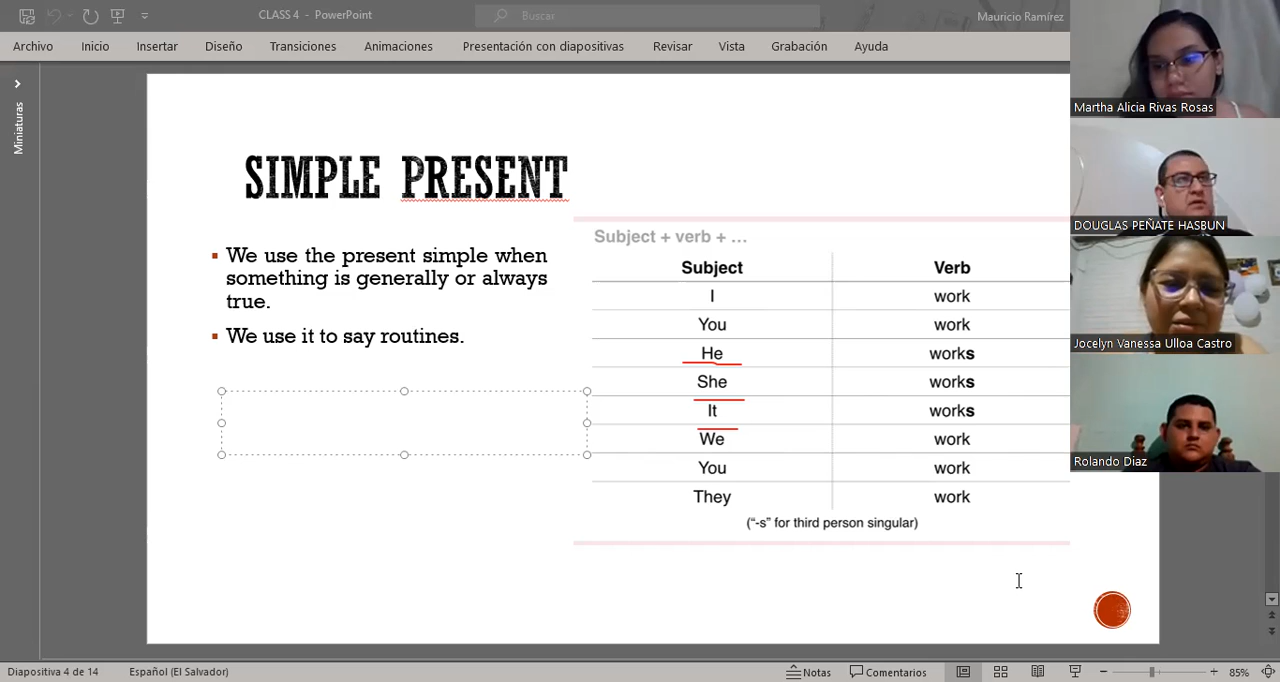 CLASS 4 - PowerPoint
Buscar
Mauricio Ramírez
Archivo Inicio Insertar Diseño Transiciones Animaciones Presentación con diapositivas Revisar Vista Grabación Ayuda
Miniaturas
SIMPLE PRESENT
We use the present simple when
something is generally or always
true.
We use it to say routines.
Subject + verb + ...
Subject Verb
I work
You work
He works
She works
It works
We work
You work
They work
("-s" for third person singular)
Martha Alicia Rivas Rosas
DOUGLAS PEÑATE HASBUN
Jocelyn Vanessa Ulloa Castro
Rolando Diaz
Diapositiva 4 de 14 Español (El Salvador) Notas Comentarios 85%